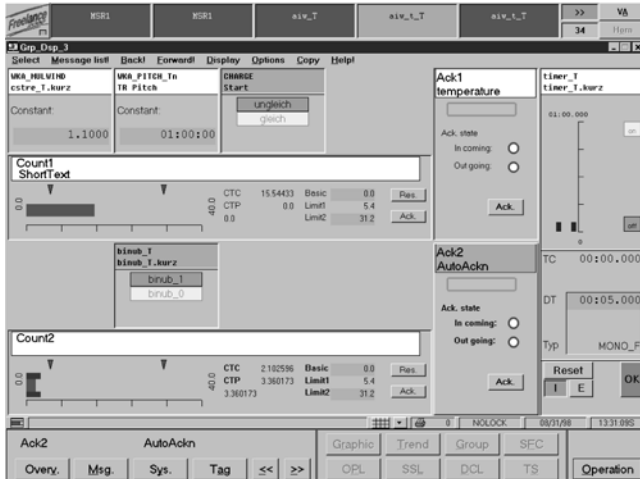 Freelance
MSR1
MSR1
aiw_T
aiw_t_T
aiw_t_T
>>
34
VA
Horn
Grp_Dsp_3
Select Message list! Back! Forward! Display Options Copy Help!
WKA_MULWIND
cstre_T.kurz
WKA_PITCH_Tn
TR Pitch
CHARGE
Start
Ack1
temperature
timer_T
timer_T.kurz
Constant:
1.1000
Constant:
01:00:00
ungleich
gleich
Ack. state
In coming:
Out going:
Ack.
01:00.000
on
off
0
Count1
ShortText
0.0
40.0
CTC 15.54433 Basic 0.0 Res.
CTP 0.0 Limit1 5.4
0.0 Limit2 31.2 Ack.
binub_T
binub_T.kurz
binub_1
binub_0
Ack2
AutoAckn
Ack. state
In coming:
Out going:
Ack.
TC 00:00.000
DT 00:05.000
Typ MONO_F
Reset
I E
OK
Count2
0.0
40.0
CTC 2.102596 Basic 0.0 Res.
CTP 3.360173 Limit1 5.4
3.360173 Limit2 31.2 Ack.
0 NOLOCK 08/31/98 13:31:09S
Ack2 AutoAckn
Graphic Trend Group SFC
Overv. Msg. Sys. Tag << >>
OPL SSL DCL TS
Operation